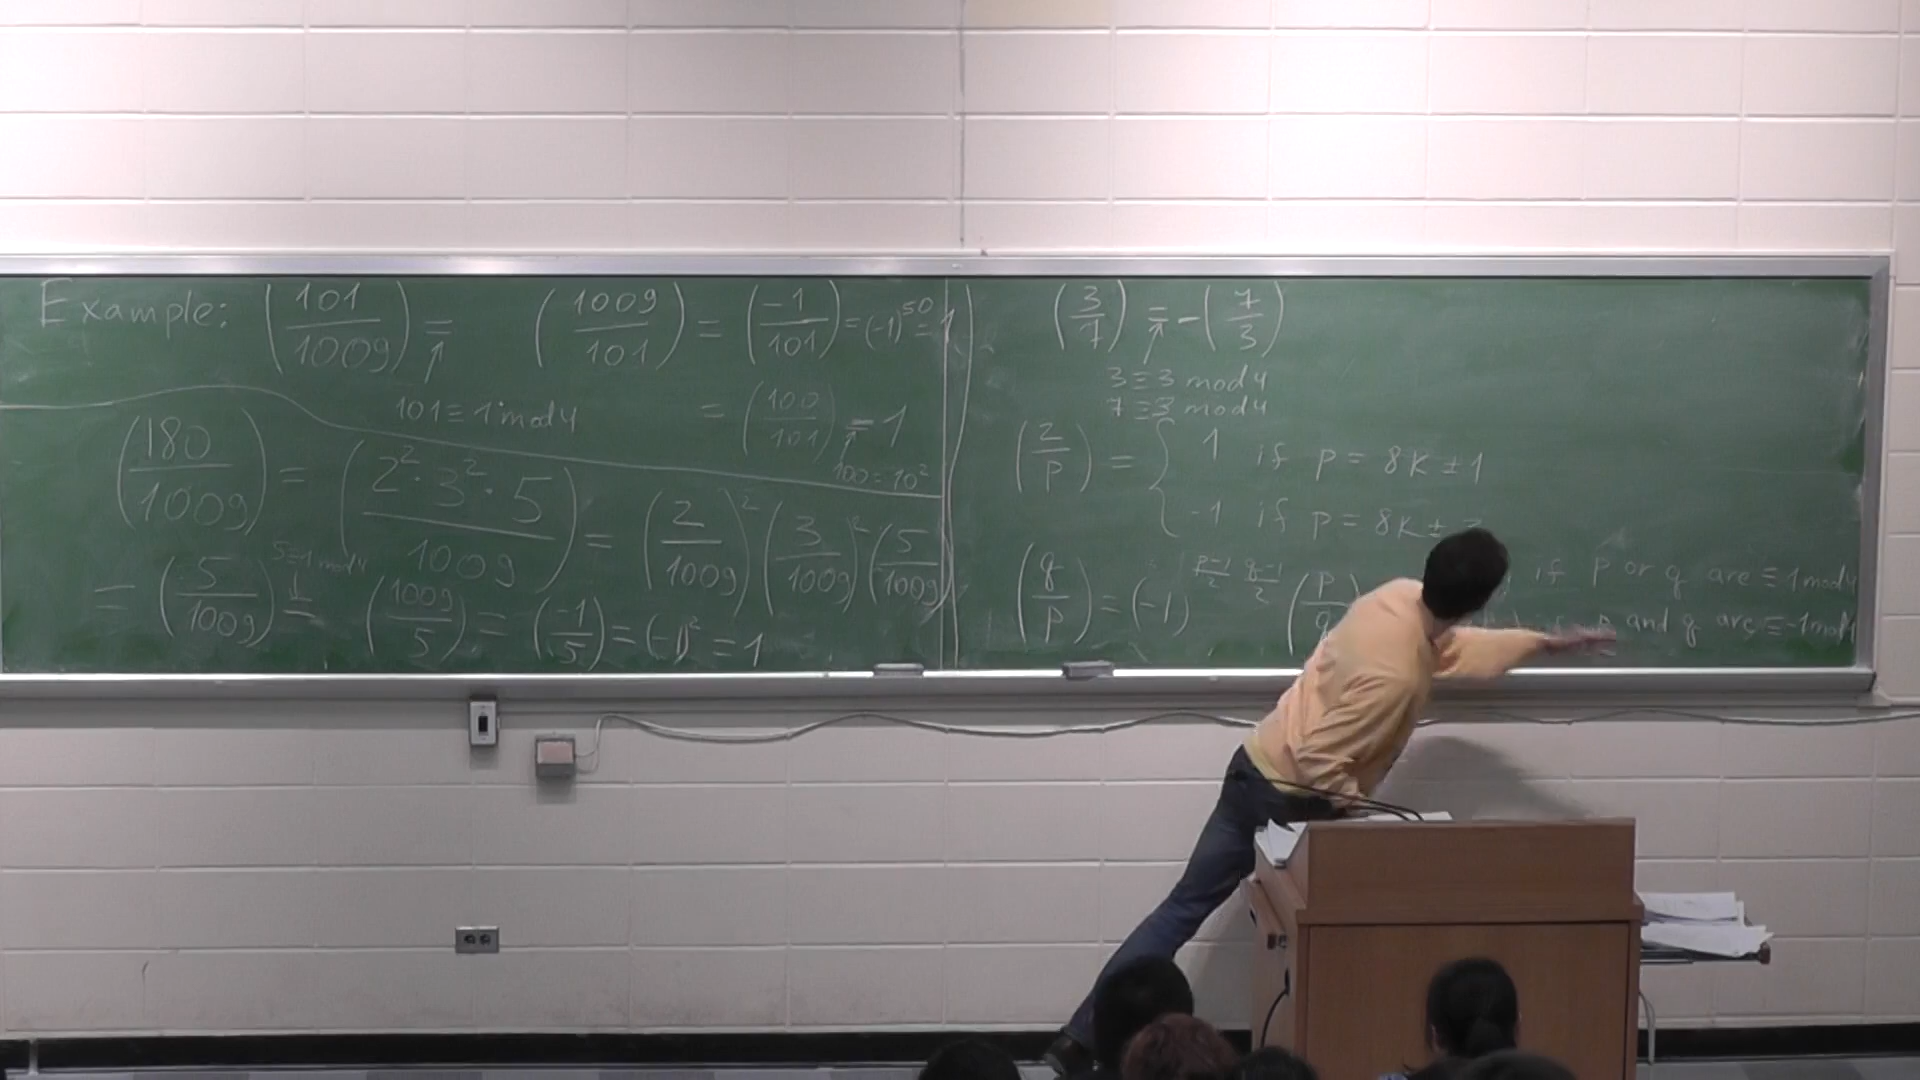 Example: (101/1009) = (1009/101) = (-1/101) = (-1)^50 = 1
101 ≡ 1 mod 4
= (100/101) = 1
100 = 10^2
(180/1009) = (2^2 · 3^2 · 5 / 1009) = (2/1009)^2 (3/1009)^2 (5/1009)
5 ≡ 1 mod 4
= (5/1009) = (1009/5) = (-1/5) = (-1)^2 = 1
(3/7) = -(7/3)
3 ≡ 3 mod 4
7 ≡ 3 mod 4
(2/p) = { 1 if p = 8k ± 1
-1 if p = 8k ±
(q/p) = (-1)^{p-1/2 q-1/2} (p/q)
if p or q are ≡ 1 mod 4
p and q are ≡ -1 mod 4